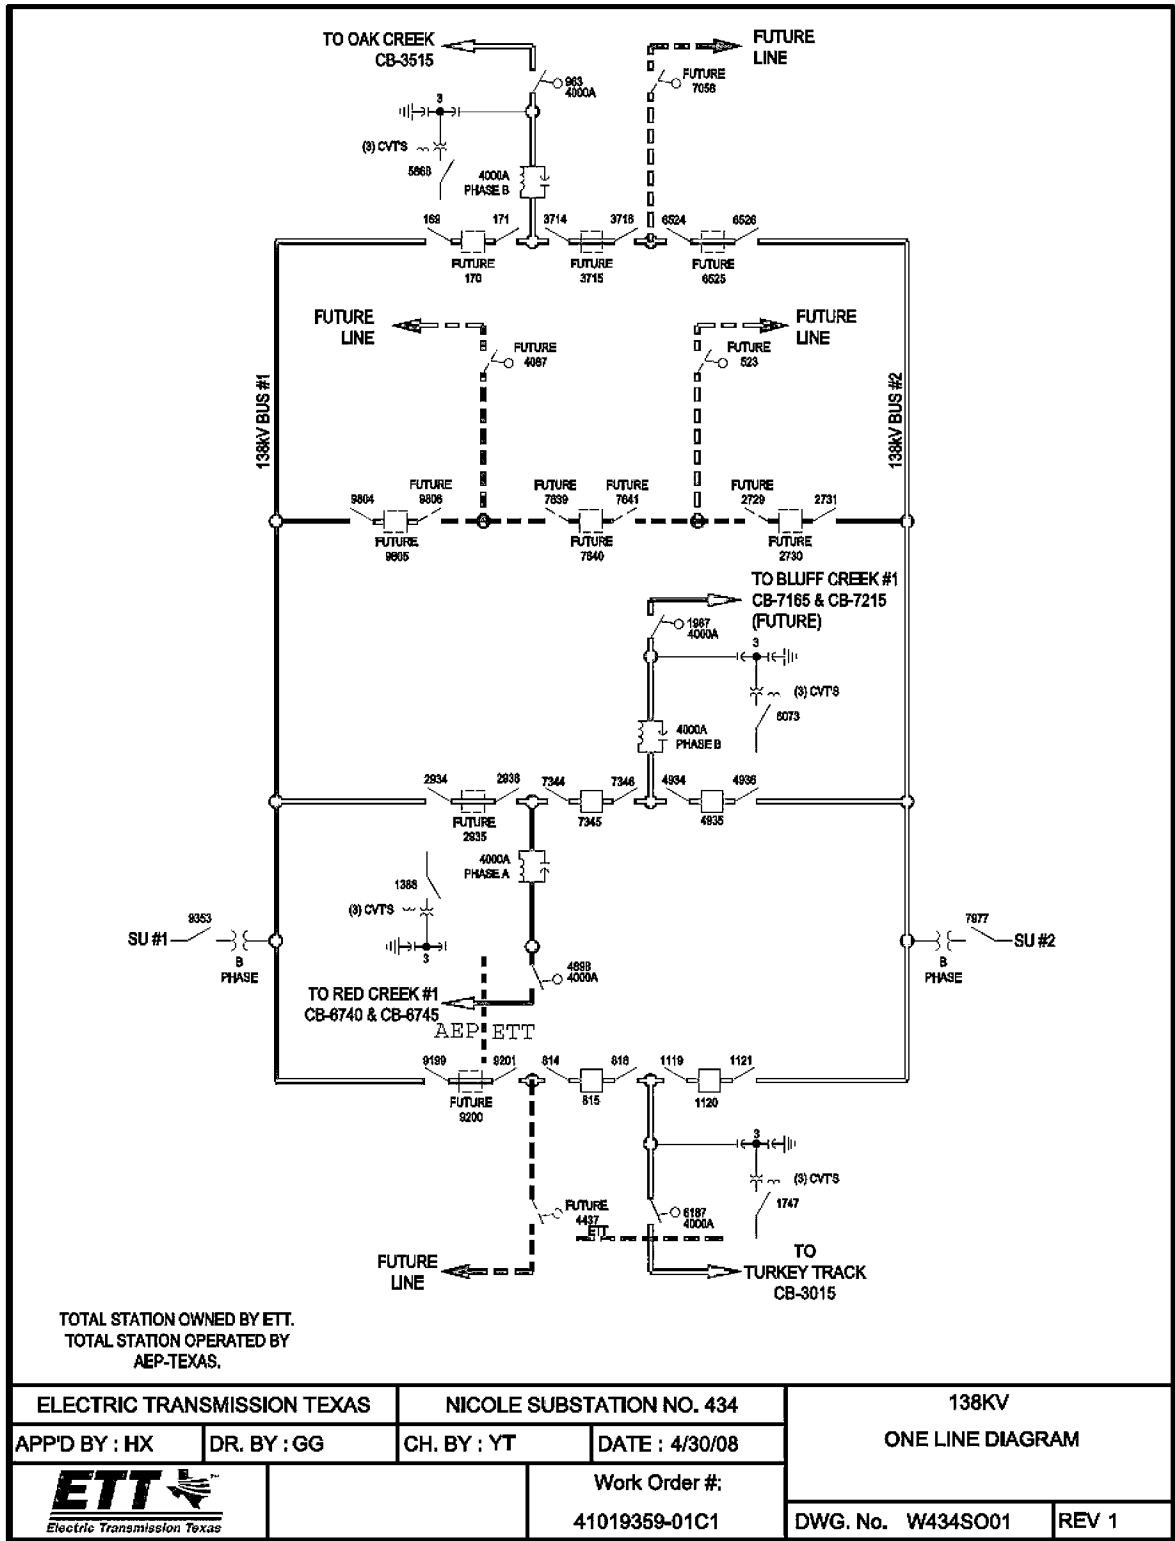 TO OAK CREEK
CB-3515
FUTURE
LINE
963
4000A
FUTURE
7056
3
(3) CVT'S
5868
4000A
PHASE B
169
171
3714
3716
6524
6526
FUTURE
170
FUTURE
3715
FUTURE
6525
FUTURE
LINE
FUTURE
LINE
FUTURE
4087
FUTURE
523
138KV BUS #1
138KV BUS #2
9804
FUTURE
9806
FUTURE
7639
FUTURE
7641
FUTURE
2729
2731
FUTURE
9805
FUTURE
7640
FUTURE
2730
TO BLUFF CREEK #1
CB-7165 & CB-7215
(FUTURE)
1987
4000A
3
(3) CVT'S
6073
4000A
PHASE B
2934
2936
7344
7346
4934
4936
FUTURE
2935
7345
4935
4000A
PHASE A
1388
(3) CVT'S
3
9353
SU #1
B
PHASE
7977
SU #2
B
PHASE
4898
4000A
TO RED CREEK #1
CB-6740 & CB-6745
AEP ETT
9199
9201
814
816
1119
1121
FUTURE
9200
815
1120
3
(3) CVT'S
1747
FUTURE
4437
6187
4000A
ETT
FUTURE
LINE
TO
TURKEY TRACK
CB-3015
TOTAL STATION OWNED BY ETT.
TOTAL STATION OPERATED BY
AEP-TEXAS.
ELECTRIC TRANSMISSION TEXAS
NICOLE SUBSTATION NO. 434
138KV
ONE LINE DIAGRAM
APP'D BY : HX
DR. BY : GG
CH. BY : YT
DATE : 4/30/08
ETT
Electric Transmission Texas
Work Order #:
41019359-01C1
DWG. No. W434SO01
REV 1